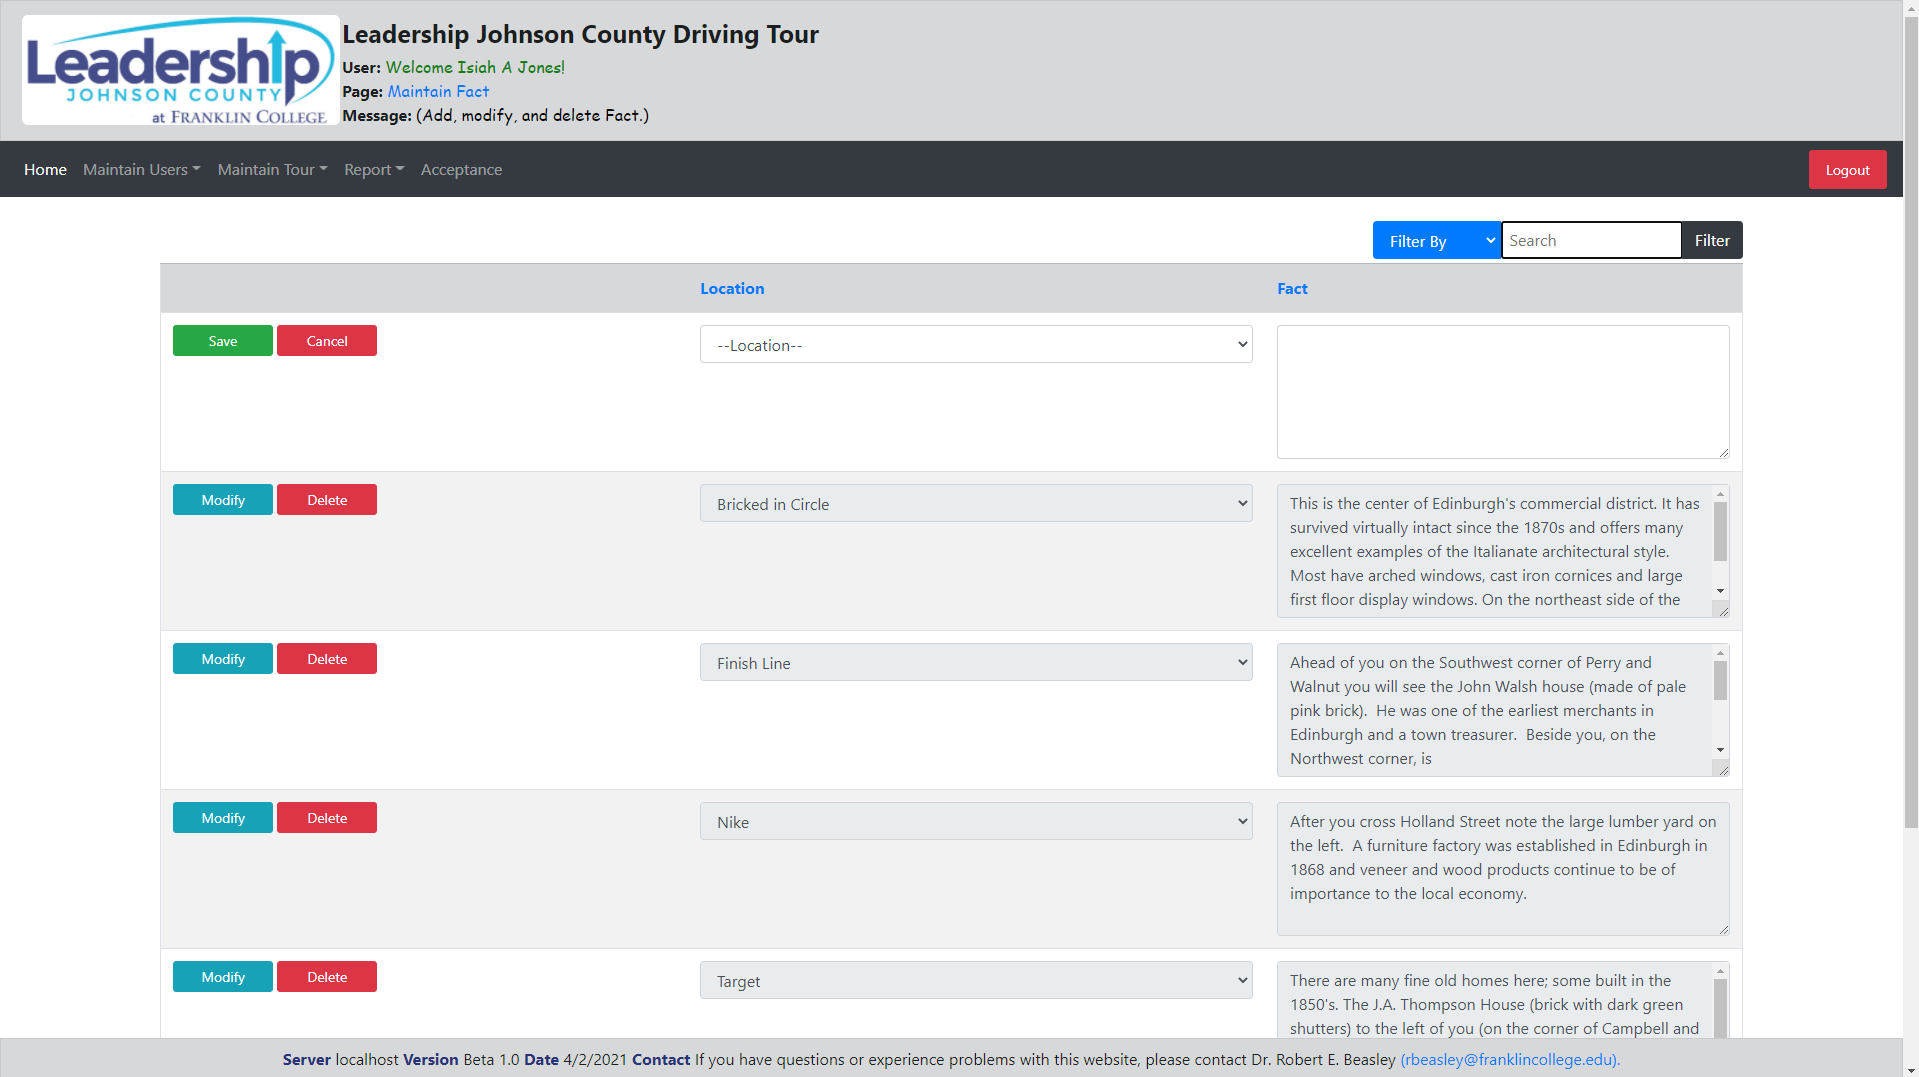 Leadership
JOHNSON COUNTY
at FRANKLIN COLLEGE
Leadership Johnson County Driving Tour
User: Welcome Isiah A Jones!
Page: Maintain Fact
Message: (Add, modify, and delete Fact.)
Home Maintain Users Maintain Tour Report Acceptance Logout
Filter By Search Filter
Location Fact
Save Cancel --Location--
Modify Delete Bricked in Circle
This is the center of Edinburgh's commercial district. It has
survived virtually intact since the 1870s and offers many
excellent examples of the Italianate architectural style.
Most have arched windows, cast iron cornices and large
first floor display windows. On the northeast side of the
Modify Delete Finish Line
Ahead of you on the Southwest corner of Perry and
Walnut you will see the John Walsh house (made of pale
pink brick).  He was one of the earliest merchants in
Edinburgh and a town treasurer.  Beside you, on the
Northwest corner, is
Modify Delete Nike
After you cross Holland Street note the large lumber yard on
the left.  A furniture factory was established in Edinburgh in
1868 and veneer and wood products continue to be of
importance to the local economy.
Modify Delete Target
There are many fine old homes here; some built in the
1850's. The J.A. Thompson House (brick with dark green
shutters) to the left of you (on the corner of Campbell and
Server localhost Version Beta 1.0 Date 4/2/2021 Contact If you have questions or experience problems with this website, please contact Dr. Robert E. Beasley (rbeasley@franklincollege.edu).